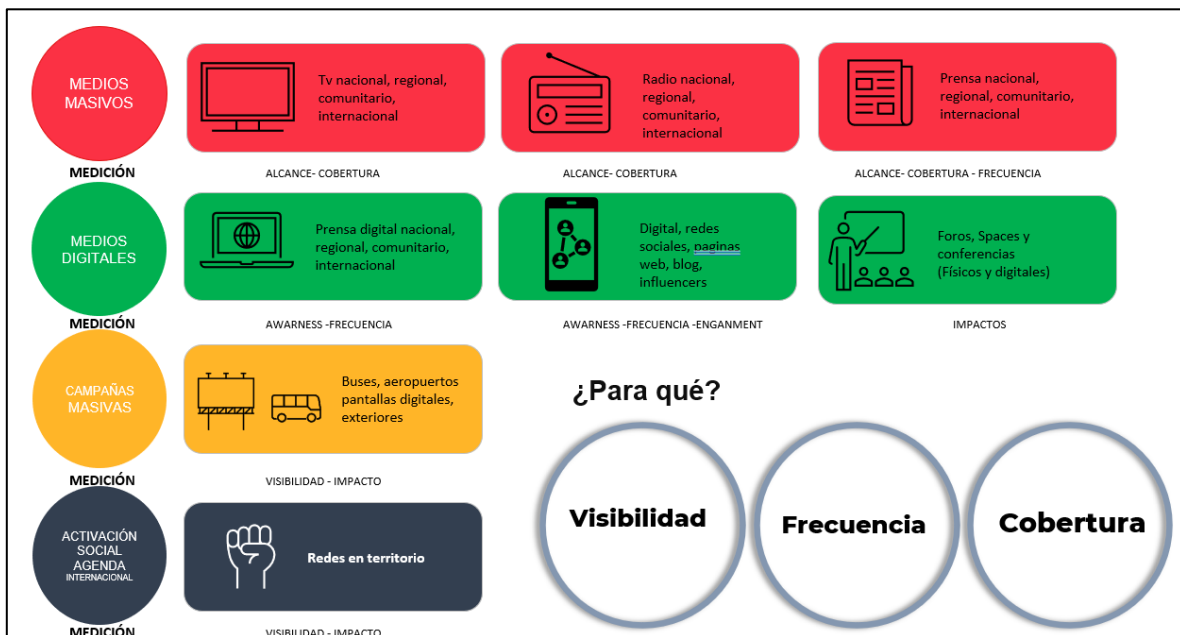 MEDIOS
MASIVOS
Tv nacional, regional,
comunitario,
internacional
Radio nacional,
regional,
comunitario,
internacional
Prensa nacional,
regional, comunitario,
internacional
MEDICIÓN
ALCANCE- COBERTURA
ALCANCE- COBERTURA
ALCANCE- COBERTURA - FRECUENCIA
MEDIOS
DIGITALES
Prensa digital nacional,
regional, comunitario,
internacional
Digital, redes
sociales, paginas
web, blog,
influencers
Foros, Spaces y
conferencias
(Físicos y digitales)
MEDICIÓN
AWARNESS -FRECUENCIA
AWARNESS -FRECUENCIA -ENGANMENT
IMPACTOS
CAMPAÑAS
MASIVAS
Buses, aeropuertos
pantallas digitales,
exteriores
MEDICIÓN
VISIBILIDAD - IMPACTO
¿Para qué?
Visibilidad
Frecuencia
Cobertura
ACTIVACIÓN
SOCIAL
AGENDA
INTERNACIONAL
Redes en territorio
MEDICIÓN
VISIBILIDAD - IMPACTO